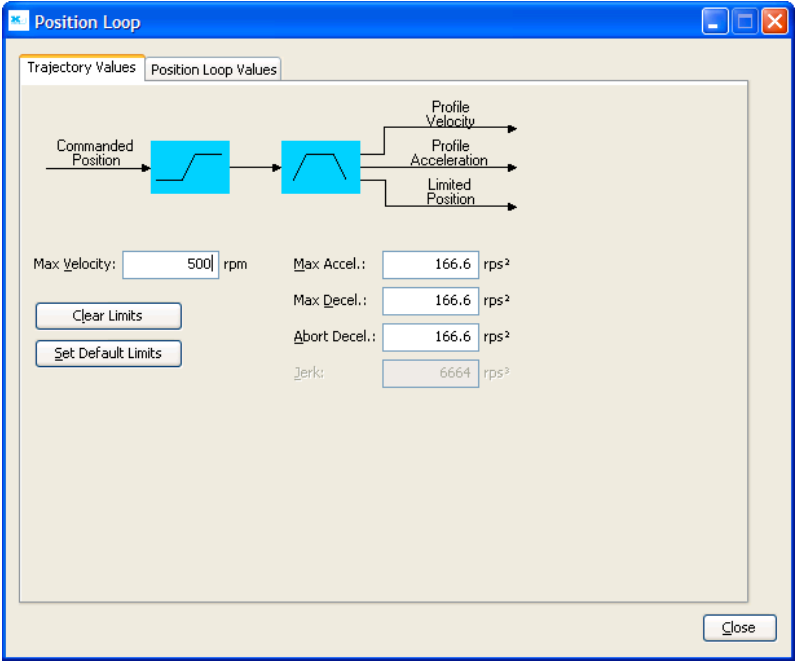 Position Loop
Trajectory Values
Position Loop Values
Commanded
Position
Profile
Velocity
Profile
Acceleration
Limited
Position
Max Velocity: 500 rpm
Max Accel.: 166.6 rps²
Clear Limits
Max Decel.: 166.6 rps²
Set Default Limits
Abort Decel.: 166.6 rps²
Jerk: 6664 rps³
Close